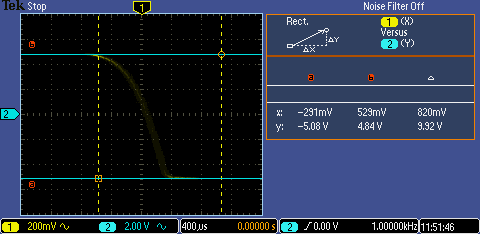 Tek Stop Noise Filter Off
1
Rect. 1 (X)
Versus
2 (Y)
ΔY
ΔX
a b △
x: -291mV 529mV 820mV
y: -5.08 V 4.84 V 9.92 V
b
2
a
1 200mV 2 2.00 V 400µs 0.00000 s 2 0.00 V 1.00000kHz 11:51:46